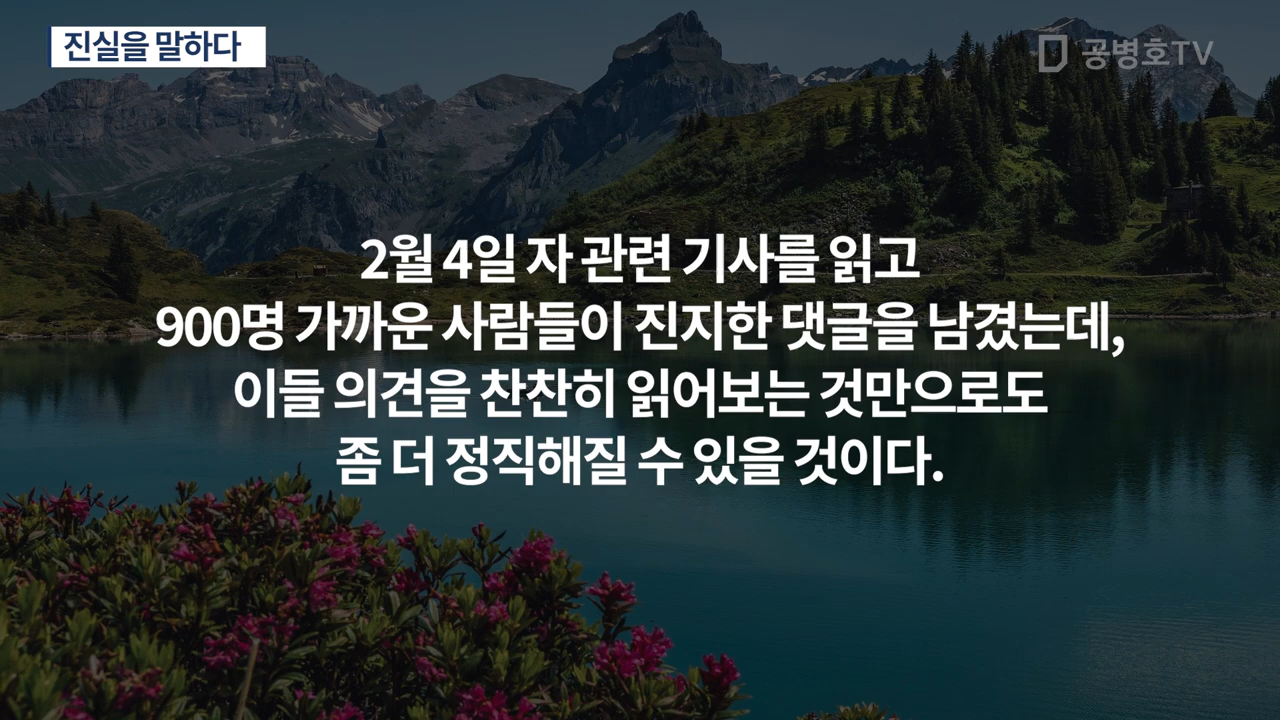 진실을 말하다
공병호TV
2월 4일 자 관련 기사를 읽고
900명 가까운 사람들이 진지한 댓글을 남겼는데,
이들 의견을 찬찬히 읽어보는 것만으로도
좀 더 정직해질 수 있을 것이다.